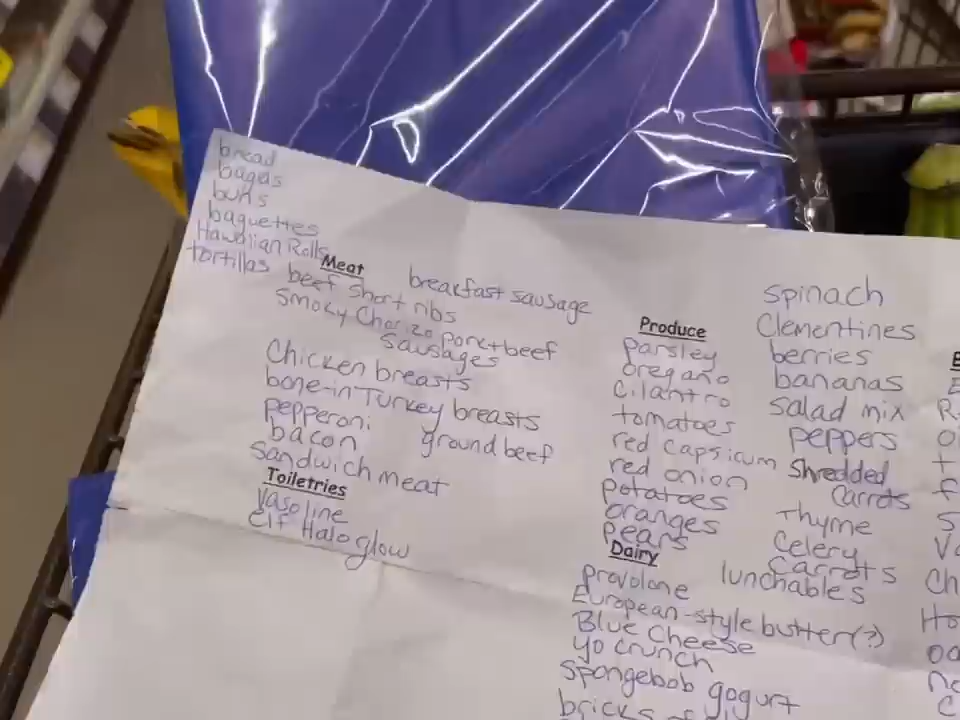 bread
bagels
buns
baguettes
Hawaiian Rolls
tortillas
Meat
beef short ribs
breakfast sausage
Smoky Chorizo pork+beef
sausages
Chicken breasts
bone-in Turkey breasts
pepperoni
bacon
ground beef
Sandwich meat
Toiletries
Vasoline
Elf Halo glow
Produce
parsley
oregano
cilantro
tomatoes
red capsicum
red onion
potatoes
oranges
pears
spinach
Clementines
berries
bananas
salad mix
peppers
Shredded
carrots
Thyme
Celery
Carrots
Dairy
provolone
lunchables
European-style butter(?)
Blue Cheese
yo crunch
spongebob gogurt
bricks of